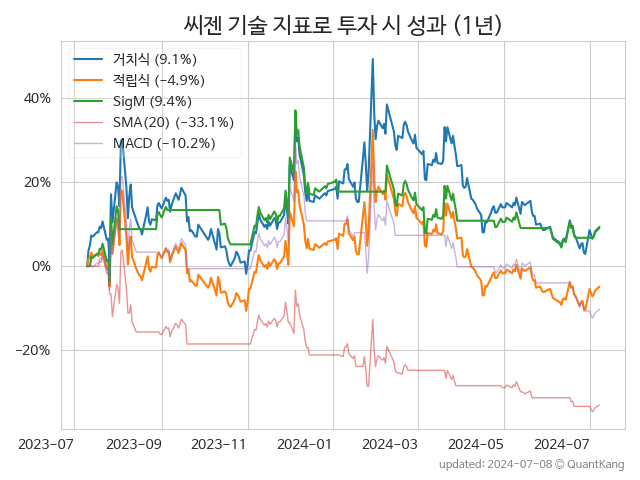 씨젠 기술 지표로 투자 시 성과 (1년)
거치식 (9.1%)
적립식 (−4.9%)
SigM (9.4%)
SMA(20) (−33.1%)
MACD (−10.2%)
40%
20%
0%
−20%
2023-07 2023-09 2023-11 2024-01 2024-03 2024-05 2024-07
updated: 2024-07-08 © QuantKang